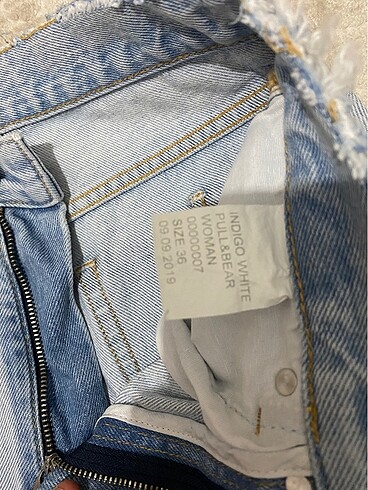 INDIGO WHITE
PULL&BEAR
WOMAN
00000007
SIZE 36
09 09 2019